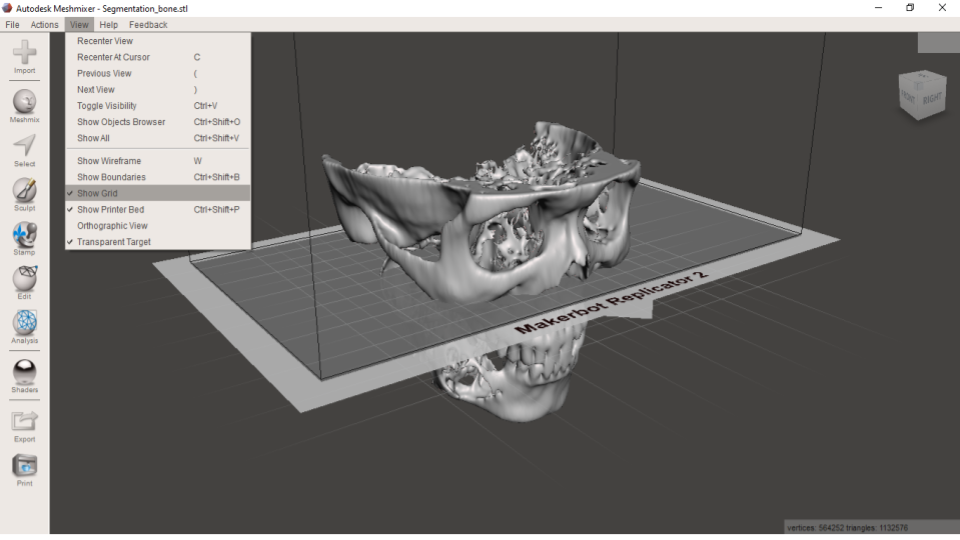 Autodesk Meshmixer - Segmentation_bone.stl
File Actions View Help Feedback
Recenter View
Recenter At Cursor C
Previous View (
Next View )
Toggle Visibility Ctrl+V
Show Objects Browser Ctrl+Shift+O
Show All Ctrl+Shift+V
Show Wireframe W
Show Boundaries Ctrl+Shift+B
Show Grid
Show Printer Bed Ctrl+Shift+P
Orthographic View
Transparent Target
Import
Meshmix
Select
Sculpt
Stamp
Edit
Analysis
Shaders
Export
Print
FRONT RIGHT
Makerbot Replicator 2
vertices: 564252 triangles: 1132576